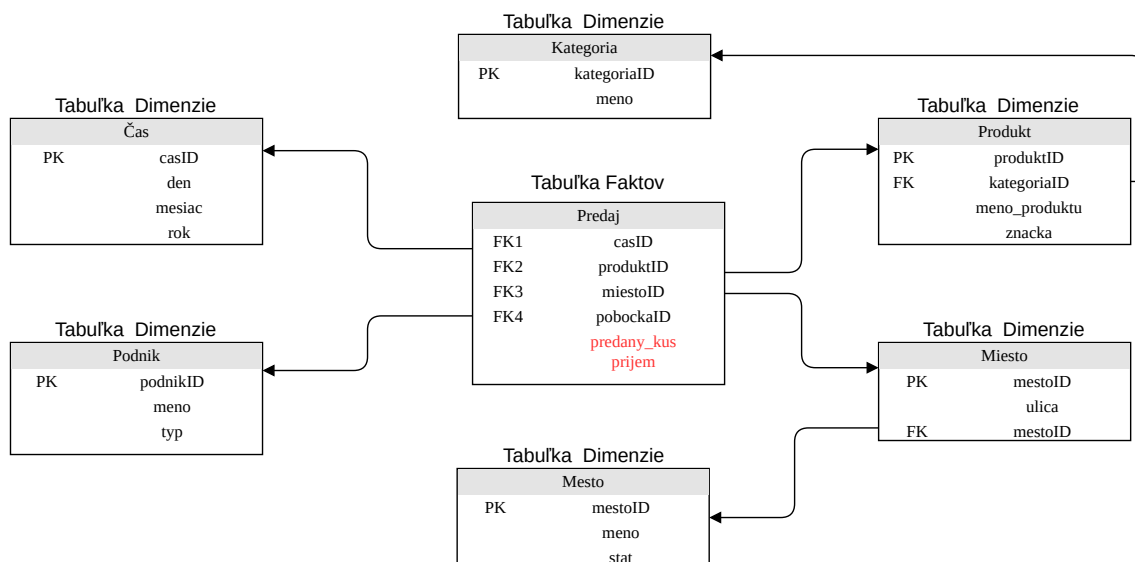 Tabuľka Dimenzie
Kategoria
PK kategoriaID
meno
Tabuľka Dimenzie
Čas
PK casID
den
mesiac
rok
Tabuľka Dimenzie
Produkt
PK produktID
FK kategoriaID
meno_produktu
znacka
Tabuľka Faktov
Predaj
FK1 casID
FK2 produktID
FK3 miestoID
FK4 pobockaID
predany_kus
prijem
Tabuľka Dimenzie
Podnik
PK podnikID
meno
typ
Tabuľka Dimenzie
Miesto
PK mestoID
ulica
FK mestoID
Tabuľka Dimenzie
Mesto
PK mestoID
meno
stat